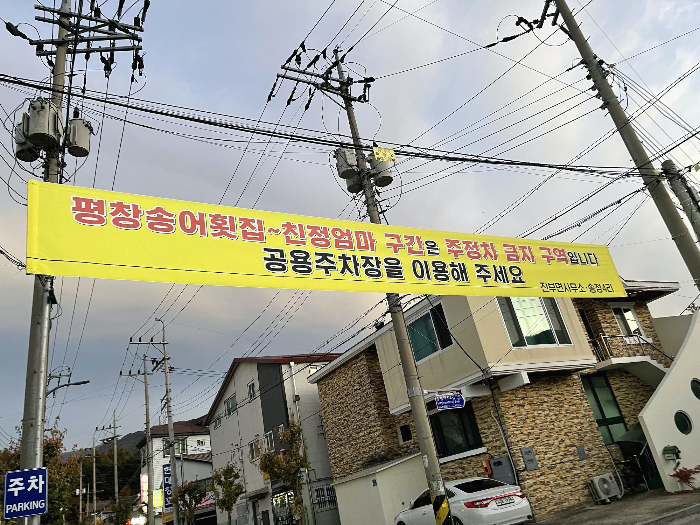 평창송어횟집~친정엄마 구간은 주정차 금지 구역입니다
공용주차장을 이용해 주세요
진부면사무소·송정4리
주차
PARKING